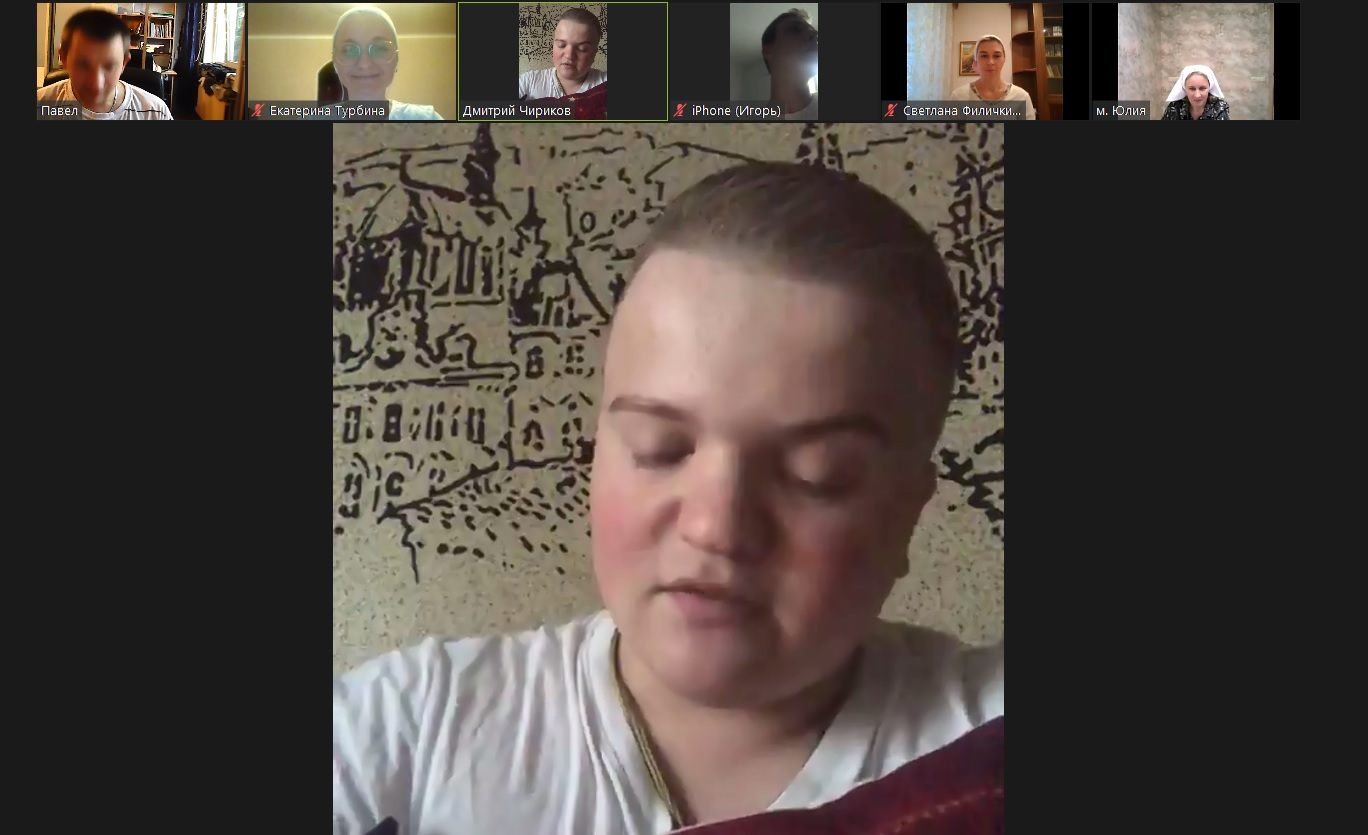 Павел
Екатерина Турбина
Дмитрий Чириков
iPhone (Игорь)
Светлана Филички...
м. Юлия